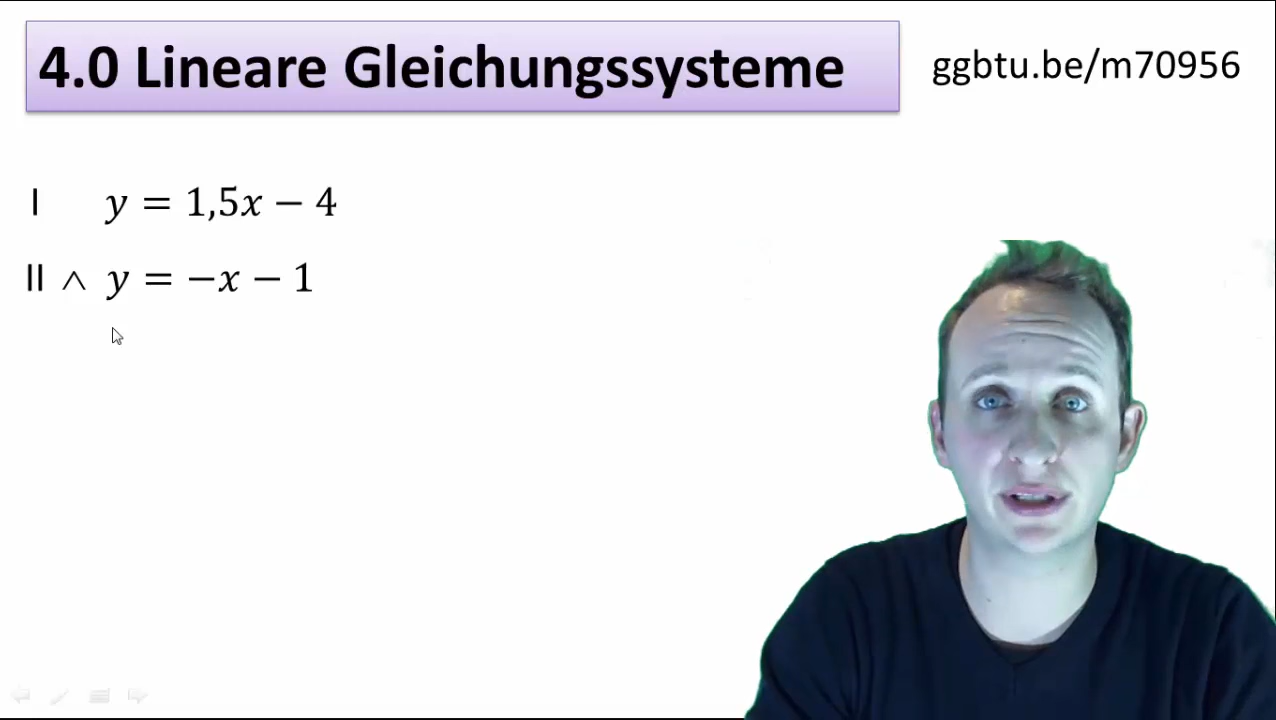 4.0 Lineare Gleichungssysteme
ggbtu.be/m70956
I y = 1,5x − 4
II ∧ y = −x − 1